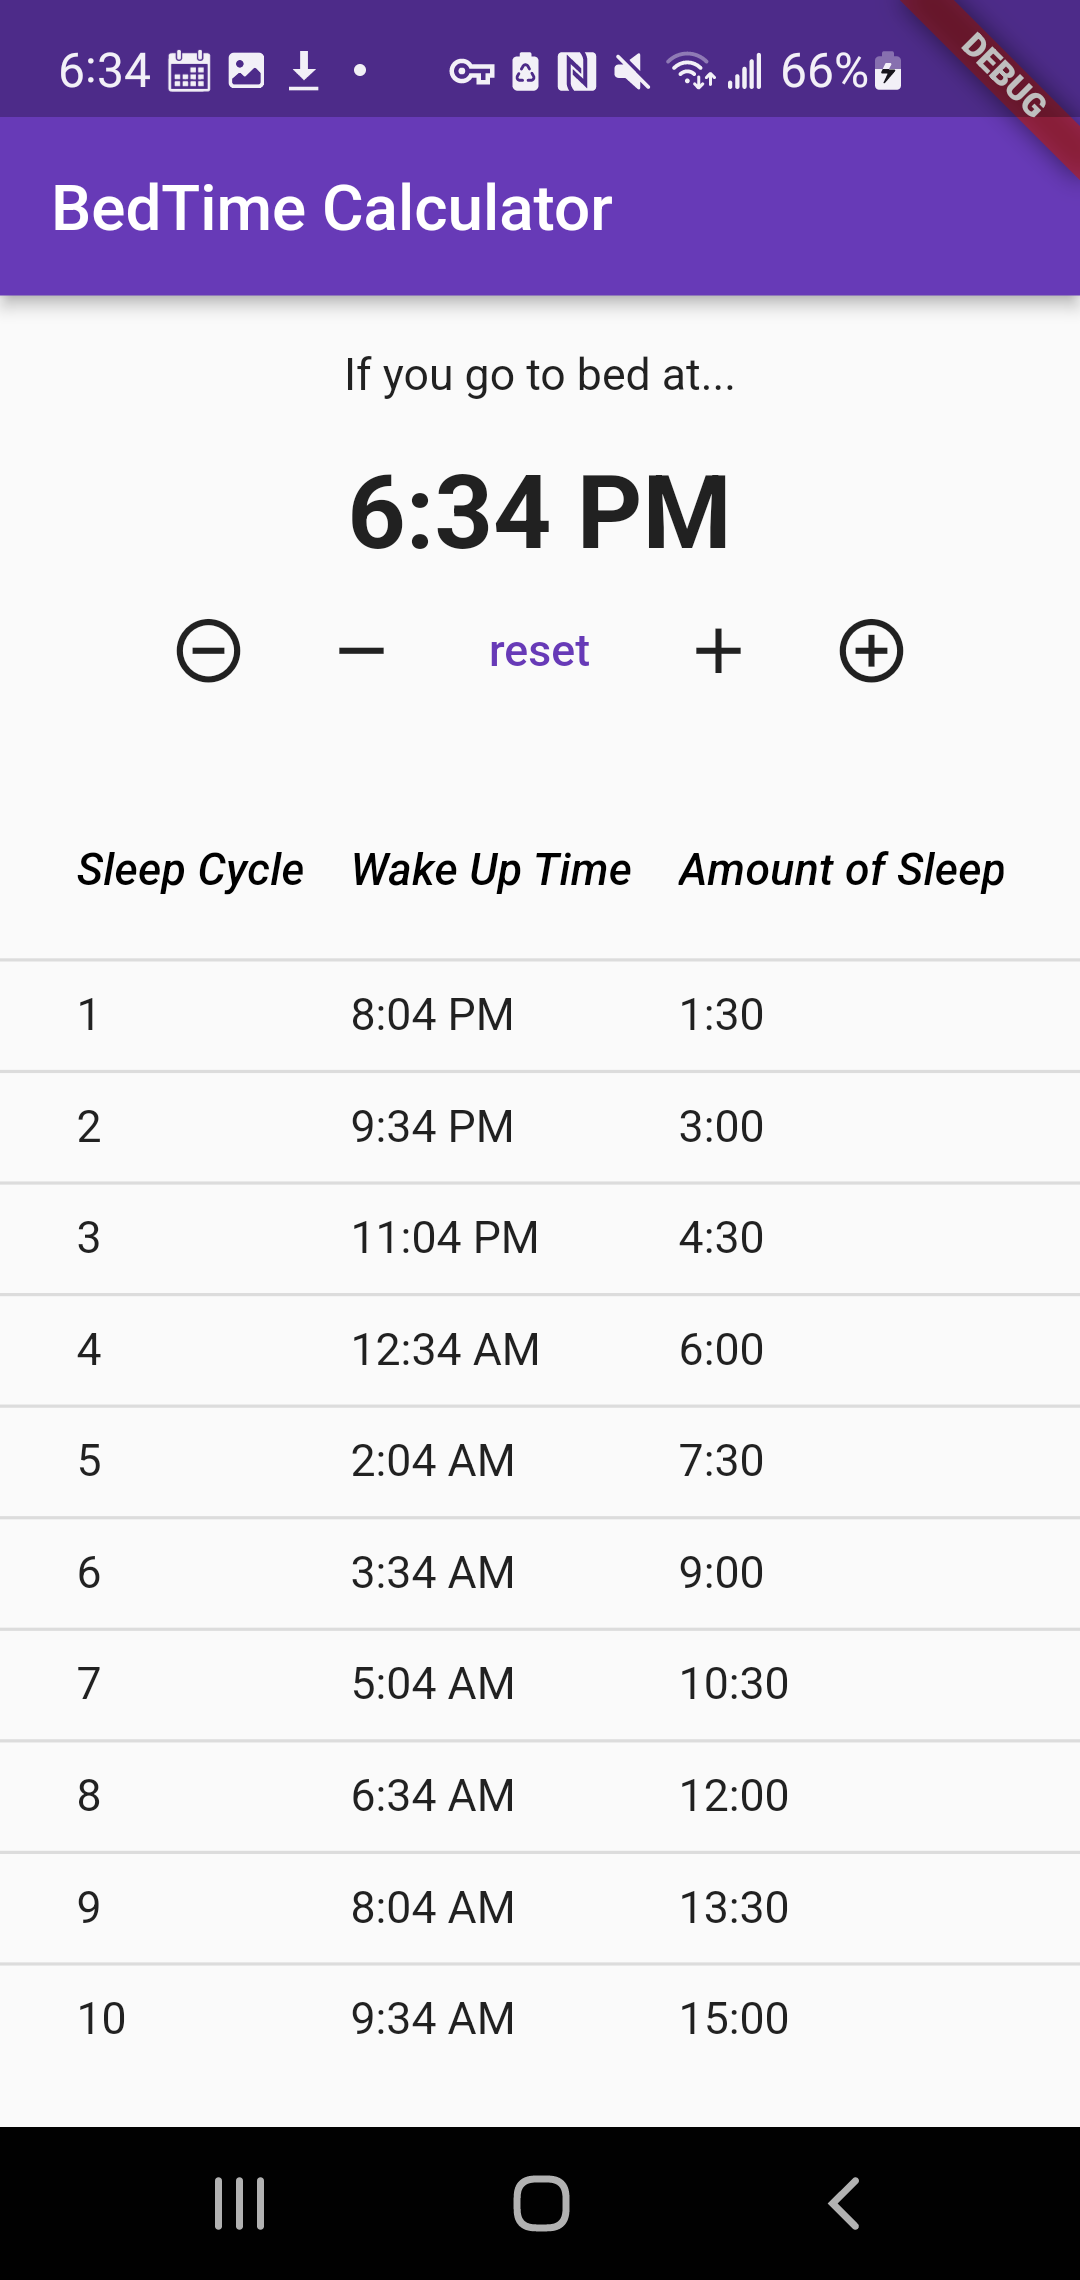 6:34 66%
DEBUG
BedTime Calculator
If you go to bed at...
6:34 PM
reset
Sleep Cycle Wake Up Time Amount of Sleep
1 8:04 PM 1:30
2 9:34 PM 3:00
3 11:04 PM 4:30
4 12:34 AM 6:00
5 2:04 AM 7:30
6 3:34 AM 9:00
7 5:04 AM 10:30
8 6:34 AM 12:00
9 8:04 AM 13:30
10 9:34 AM 15:00